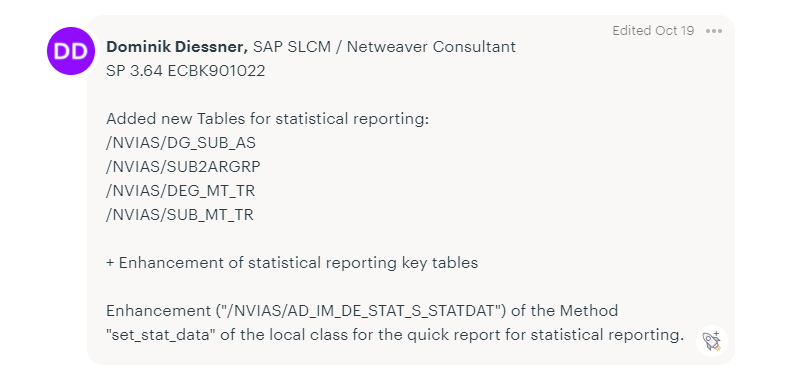 Edited Oct 19
DD
Dominik Diessner, SAP SLCM / Netweaver Consultant
SP 3.64 ECBK901022
Added new Tables for statistical reporting:
/NVIAS/DG_SUB_AS
/NVIAS/SUB2ARGRP
/NVIAS/DEG_MT_TR
/NVIAS/SUB_MT_TR
+ Enhancement of statistical reporting key tables
Enhancement ("/NVIAS/AD_IM_DE_STAT_S_STATDAT") of the Method
"set_stat_data" of the local class for the quick report for statistical reporting.